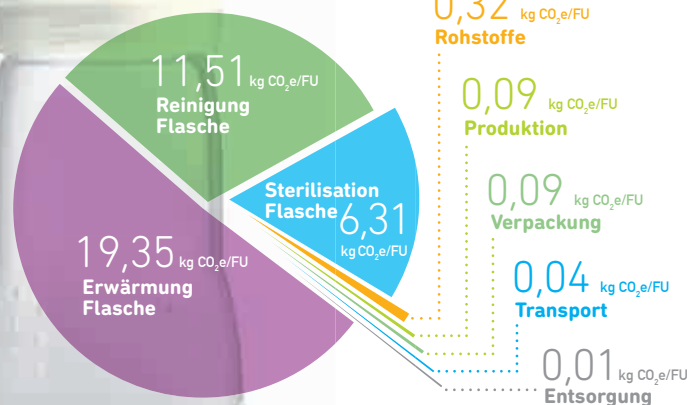 0,32 kg CO₂e/FU
Rohstoffe
11,51 kg CO₂e/FU
Reinigung
Flasche
0,09 kg CO₂e/FU
Produktion
Sterilisation
Flasche 6,31
kg CO₂e/FU
0,09 kg CO₂e/FU
Verpackung
19,35 kg CO₂e/FU
Erwärmung
Flasche
0,04 kg CO₂e/FU
Transport
0,01 kg CO₂e/FU
Entsorgung